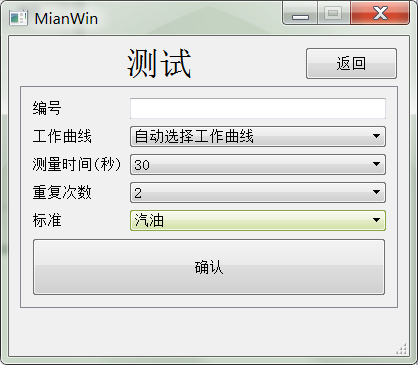 MianWin
测试
返回
编号
工作曲线 自动选择工作曲线
测量时间(秒) 30
重复次数 2
标准 汽油
确认